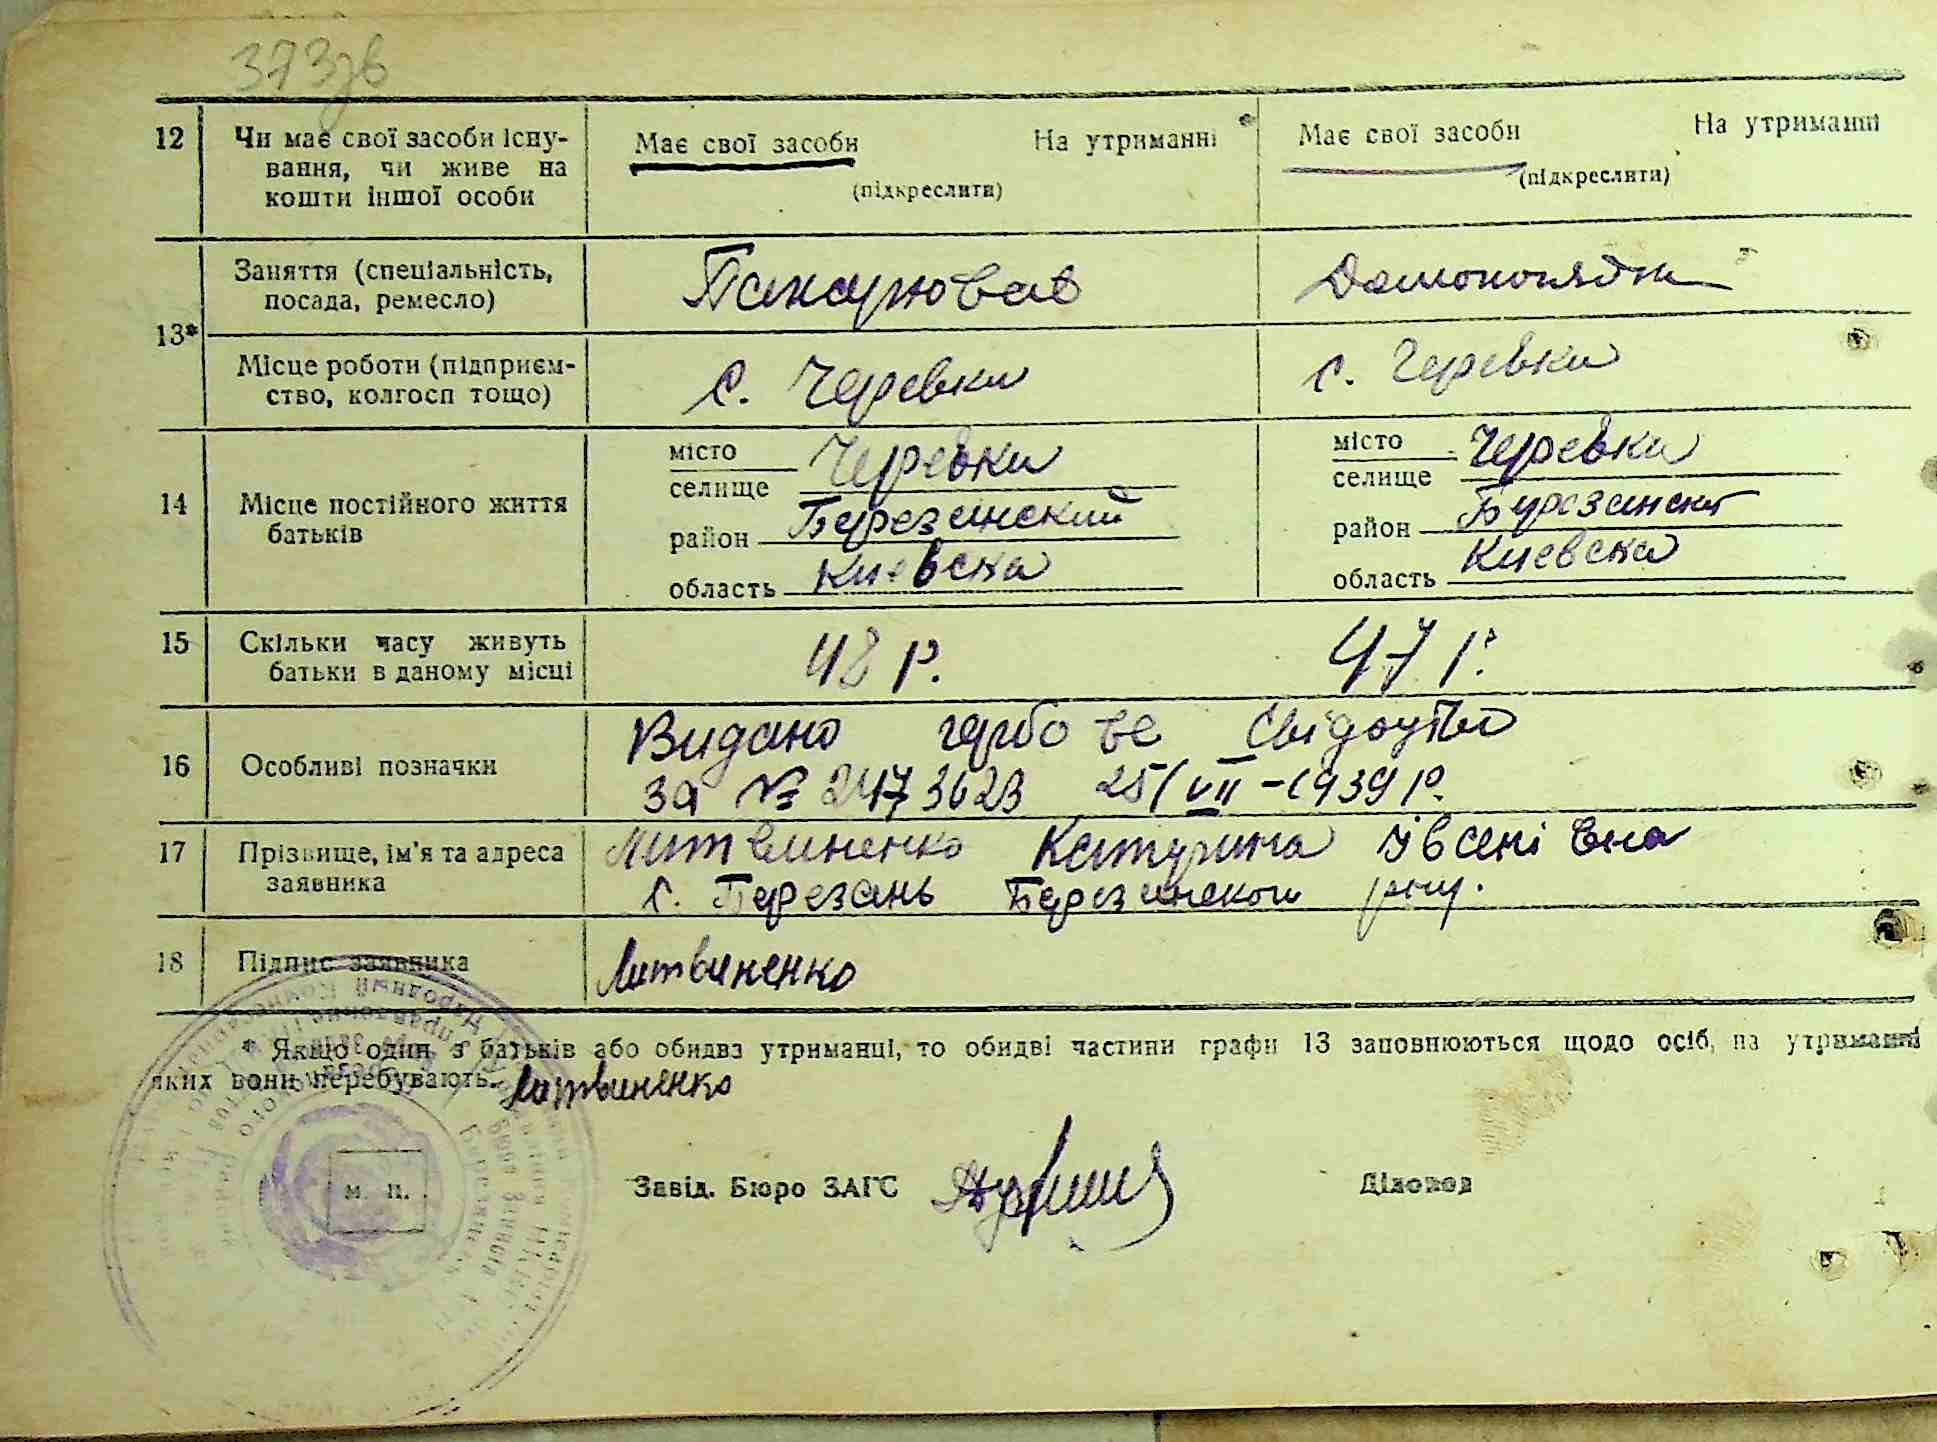 373зв
12 Чи має свої засоби існу-
вання, чи живе на
кошти іншої особи
Має свої засоби На утриманні
(підкреслити)
Має свої засоби На утриманні
(підкреслити)
13*
Заняття (спеціальність,
посада, ремесло)
Домопорядк
Місце роботи (підприєм-
ство, колгосп тощо)
с. Черевки
с. Черевки
14 Місце постійного життя
батьків
місто
селище Черевки
район Березанский
область Киевска
місто
селище Черевки
район Березанск
область Киевска
15 Скільки часу живуть
батьки в даному місці
48 р. 47 р.
16 Особливі позначки
Видано гербове Свідоцтво
за № 2473623 25/VII-1939 р.
17 Прізвище, ім'я та адреса
заявника
Литвиненко Катерина Івсенівна
с. Березань Березанского
18 Підпис заявника
Литвиненко
* Якщо один з батьків або обидва утриманці, то обидві частини графи 13 заповнюються щодо осіб, на утриманні
яких вони перебувають. Литвиненко
м. п.
Завід. Бюро ЗАГС
Діловод